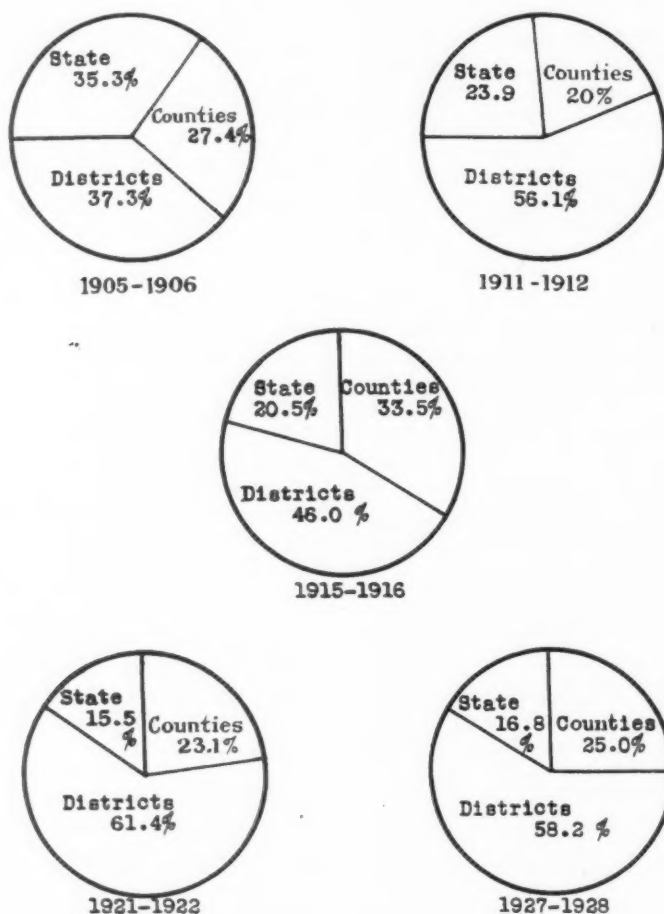 State
35.3%
Counties
27.4%
Districts
37.3%
1905-1906
State
23.9
Counties
20%
Districts
56.1%
1911-1912
State
20.5%
Counties
33.5%
Districts
46.0 %
1915-1916
State
15.5
%
Counties
23.1%
Districts
61.4%
1921-1922
State
16.8
%
Counties
25.0%
Districts
58.2 %
1927-1928